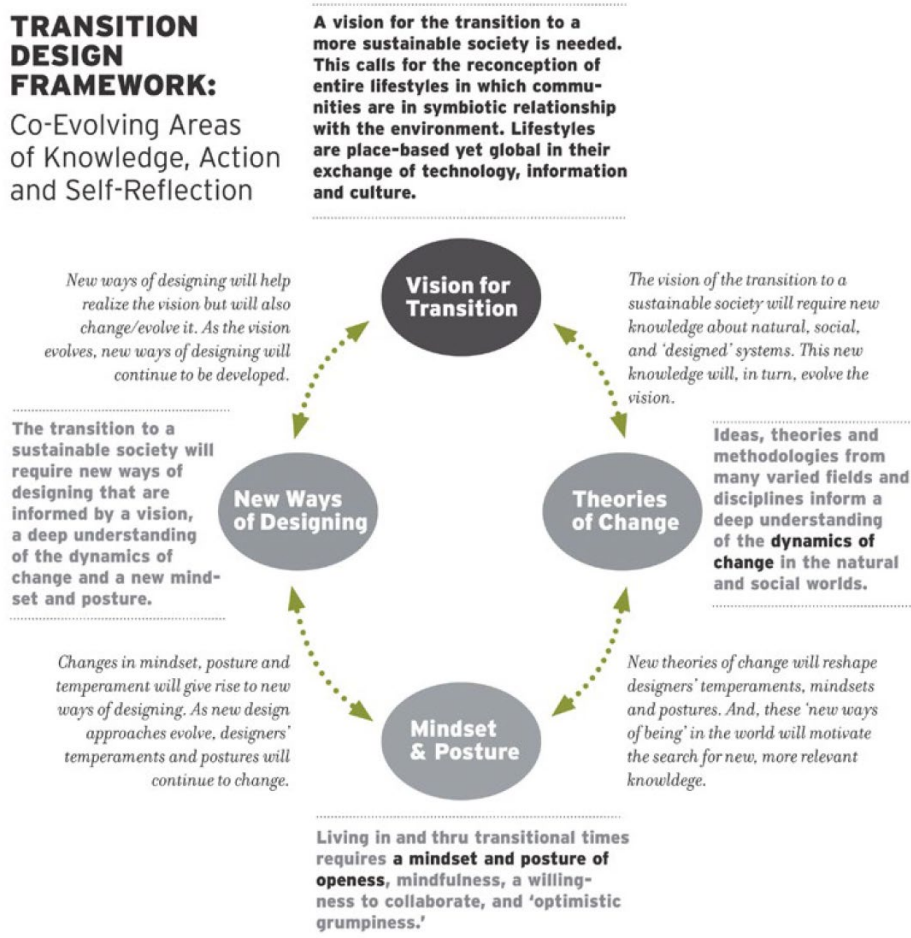 TRANSITION
DESIGN
FRAMEWORK:
Co-Evolving Areas
of Knowledge, Action
and Self-Reflection
A vision for the transition to a
more sustainable society is needed.
This calls for the reconception of
entire lifestyles in which commu-
nities are in symbiotic relationship
with the environment. Lifestyles
are place-based yet global in their
exchange of technology, information
and culture.
Vision for
Transition
New ways of designing will help
realize the vision but will also
change/evolve it. As the vision
evolves, new ways of designing will
continue to be developed.
The vision of the transition to a
sustainable society will require new
knowledge about natural, social,
and ‘designed’ systems. This new
knowledge will, in turn, evolve the
vision.
The transition to a
sustainable society will
require new ways of
designing that are
informed by a vision,
a deep understanding
of the dynamics of
change and a new mind-
set and posture.
New Ways
of Designing
Theories
of Change
Ideas, theories and
methodologies from
many varied fields and
disciplines inform a
deep understanding
of the dynamics of
change in the natural
and social worlds.
Changes in mindset, posture and
temperament will give rise to new
ways of designing. As new design
approaches evolve, designers’
temperaments and postures will
continue to change.
Mindset
& Posture
New theories of change will reshape
designers’ temperaments, mindsets
and postures. And, these ‘new ways
of being’ in the world will motivate
the search for new, more relevant
knowldege.
Living in and thru transitional times
requires a mindset and posture of
openess, mindfulness, a willing-
ness to collaborate, and ‘optimistic
grumpiness.’